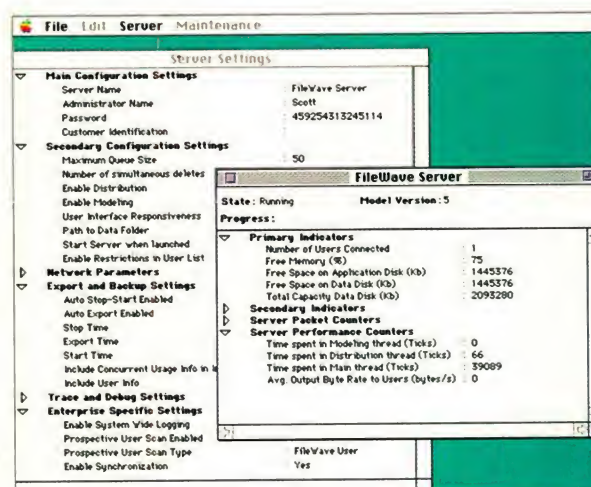 File Edit Server Maintenance
Server Settings
Main Configuration Settings
Server Name : FileWave Server
Administrator Name : Scott
Password : 459254313245114
Customer Identification :
Secondary Configuration Settings
Maximum Queue Size : 50
Number of simultaneous deletes
Enable Distribution
Enable Modeling
User Interface Responsiveness
Path to Data Folder
Start Server when launched
Enable Restrictions in User List
Network Parameters
Export and Backup Settings
Auto Stop-Start Enabled
Auto Export Enabled
Stop Time
Export Time
Start Time
Include Concurrent Usage Info in
Include User Info
Trace and Debug Settings
Enterprise Specific Settings
Enable System Wide Logging
Prospective User Scan Enabled
Prospective User Scan Type : FileWave User
Enable Synchronization : Yes
FileWave Server
State: Running Model Version: 5
Progress:
Primary Indicators
Number of Users Connected : 1
Free Memory (%) : 75
Free Space on Application Disk (Kb) : 1445376
Free Space on Data Disk (Kb) : 1445376
Total Capacity Data Disk (Kb) : 2093280
Secondary Indicators
Server Packet Counters
Server Performance Counters
Time spent in Modeling thread (Ticks) : 0
Time spent in Distribution thread (Ticks) : 66
Time spent in Main thread (Ticks) : 39089
Avg. Output Byte Rate to Users (bytes/s) : 0